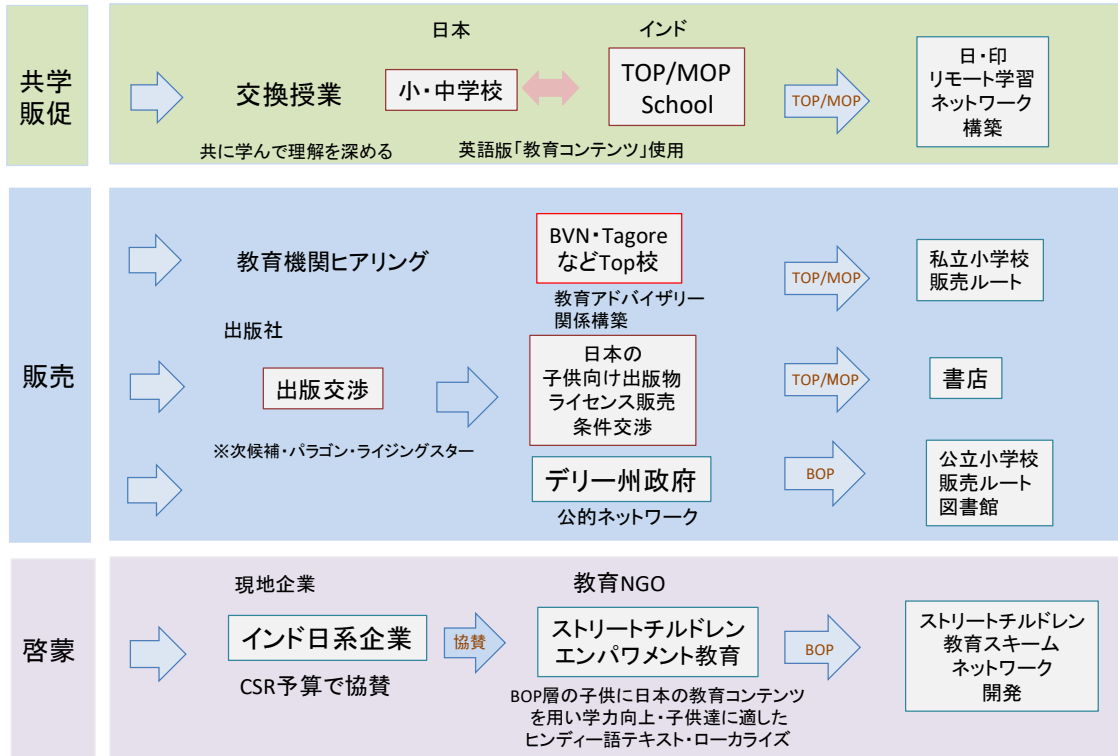 共学
販促
日本
インド
交換授業
小・中学校
TOP/MOP
School
TOP/MOP
日・印
リモート学習
ネットワーク
構築
共に学んで理解を深める
英語版「教育コンテンツ」使用
販売
教育機関ヒアリング
BVN・Tagore
などTop校
教育アドバイザリー
関係構築
TOP/MOP
私立小学校
販売ルート
出版社
出版交渉
※次候補・パラゴン・ライジングスター
日本の
子供向け出版物
ライセンス販売
条件交渉
TOP/MOP
書店
デリー州政府
公的ネットワーク
BOP
公立小学校
販売ルート
図書館
啓蒙
現地企業
インド日系企業
CSR予算で協賛
協賛
教育NGO
ストリートチルドレン
エンパワメント教育
BOP層の子供に日本の教育コンテンツ
を用い学力向上・子供達に適した
ヒンディー語テキスト・ローカライズ
BOP
ストリートチルドレン
教育スキーム
ネットワーク
開発